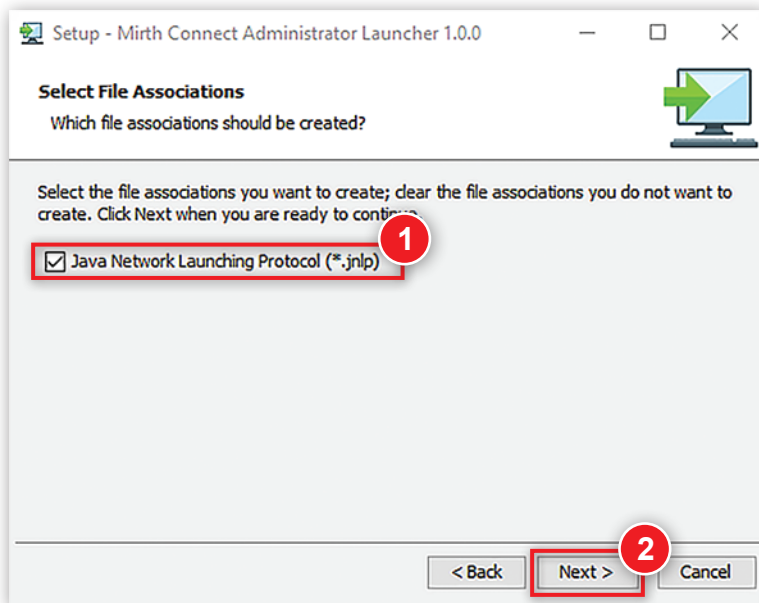 Setup - Mirth Connect Administrator Launcher 1.0.0
Select File Associations
Which file associations should be created?
Select the file associations you want to create; clear the file associations you do not want to
create. Click Next when you are ready to continue.
1
Java Network Launching Protocol (*.jnlp)
2
< Back Next > Cancel